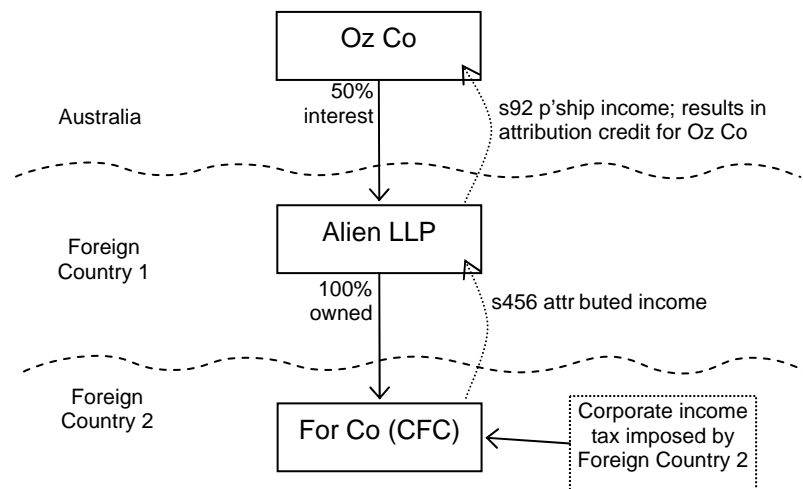 Oz Co
50%
interest
s92 p'ship income; results in
attribution credit for Oz Co
Australia
Alien LLP
Foreign
Country 1
100%
owned
s456 attr buted income
Foreign
Country 2
For Co (CFC)
Corporate income
tax imposed by
Foreign Country 2